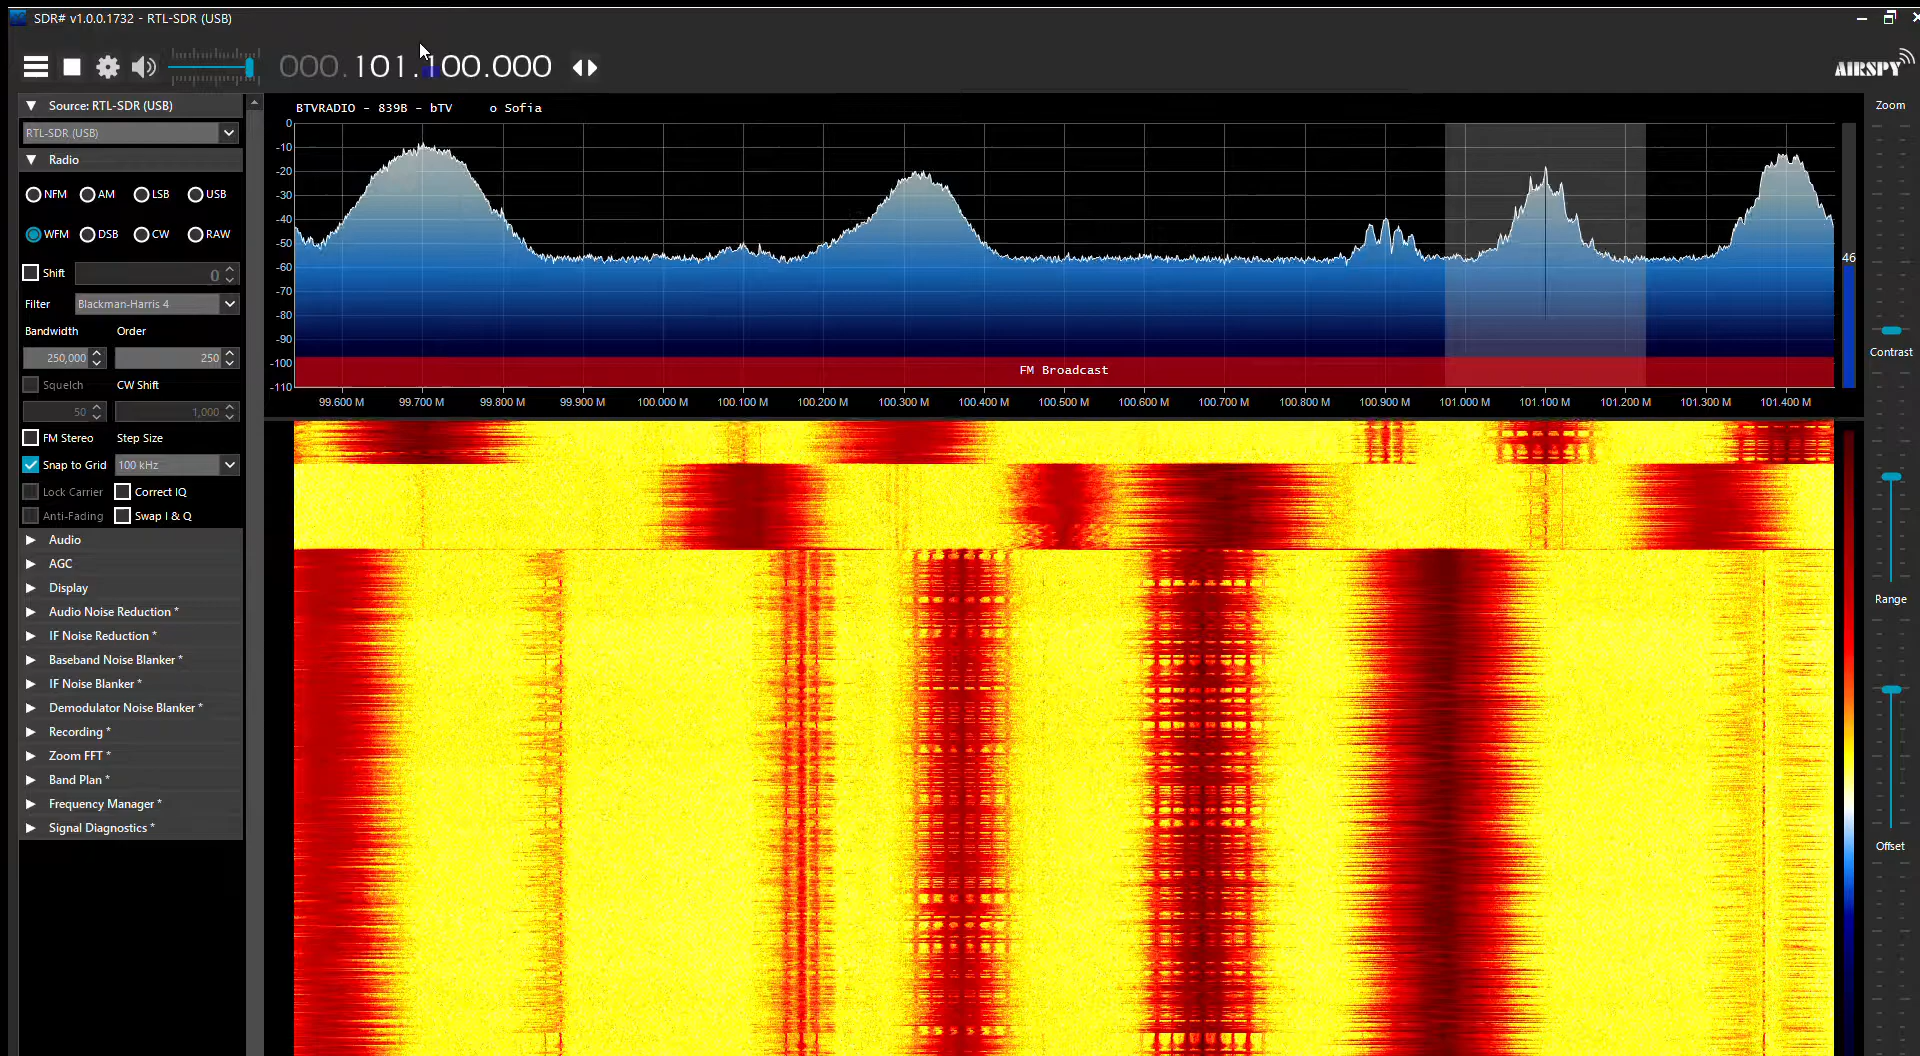 SDR# v1.0.0.1732 - RTL-SDR (USB)
000.101.100.000
AIRSPY
Source: RTL-SDR (USB)
RTL-SDR (USB)
Radio
NFM AM LSB USB
WFM DSB CW RAW
Shift 0
Filter Blackman-Harris 4
Bandwidth Order
250,000 250
Squelch CW Shift
50 1,000
FM Stereo Step Size
Snap to Grid 100 kHz
Lock Carrier Correct IQ
Anti-Fading Swap I & Q
Audio
AGC
Display
Audio Noise Reduction *
IF Noise Reduction *
Baseband Noise Blanker *
IF Noise Blanker *
Demodulator Noise Blanker *
Recording *
Zoom FFT *
Band Plan *
Frequency Manager *
Signal Diagnostics *
BTVRADIO - 839B - bTV o Sofia
0
-10
-20
-30
-40
-50
-60
-70
-80
-90
-100
-110
FM Broadcast
99.600 M 99.700 M 99.800 M 99.900 M 100.000 M 100.100 M 100.200 M 100.300 M 100.400 M 100.500 M 100.600 M 100.700 M 100.800 M 100.900 M 101.000 M 101.100 M 101.200 M 101.300 M 101.400 M
46
Zoom
Contrast
Range
Offset